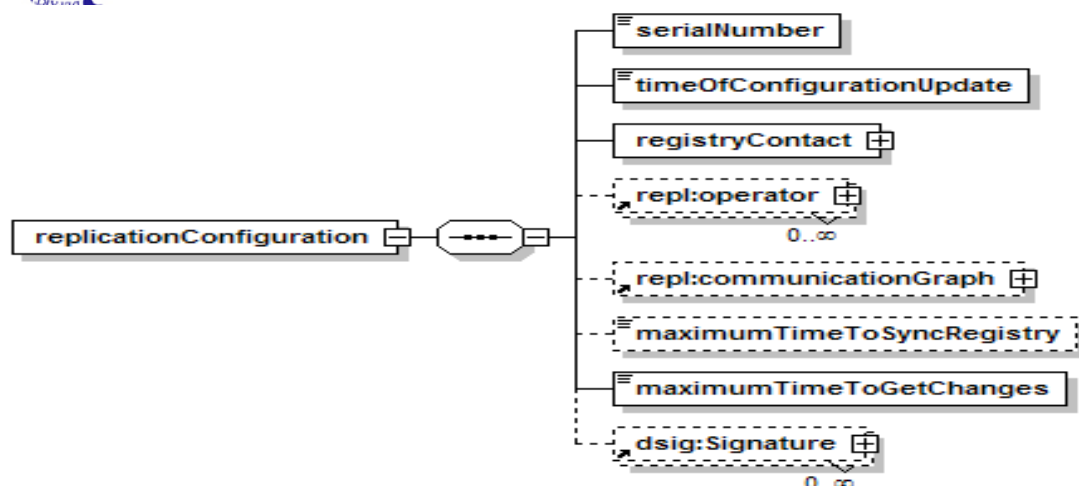 serialNumber
timeOfConfigurationUpdate
registryContact
repl:operator
0..∞
replicationConfiguration
repl:communicationGraph
maximumTimeToSyncRegistry
maximumTimeToGetChanges
dsig:Signature
0..∞